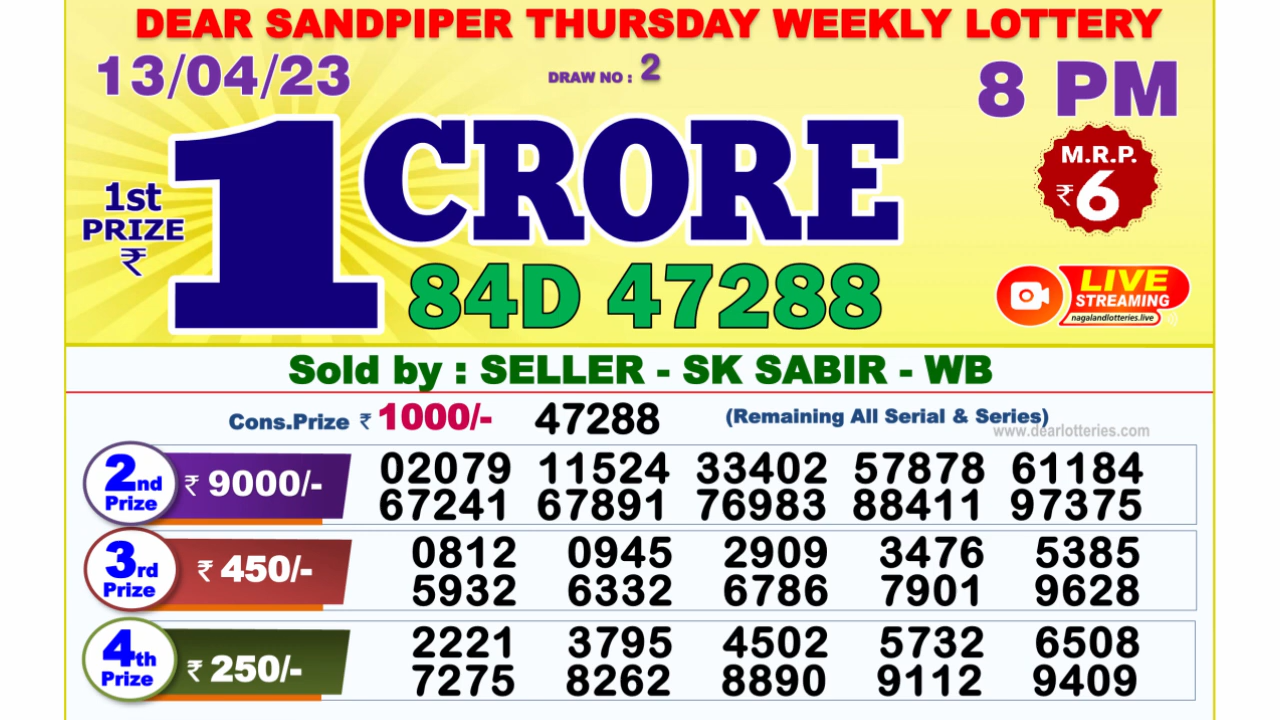 DEAR SANDPIPER THURSDAY WEEKLY LOTTERY
13/04/23 DRAW NO : 2 8 PM
1st PRIZE ₹ 1 CRORE
M.R.P. ₹ 6
84D 47288
LIVE
STREAMING
nagalandlotteries.live
Sold by : SELLER - SK SABIR - WB
Cons.Prize ₹ 1000/- 47288 (Remaining All Serial & Series)
www.dearlotteries.com
2nd Prize ₹ 9000/-
02079 11524 33402 57878 61184
67241 67891 76983 88411 97375
3rd Prize ₹ 450/-
0812 0945 2909 3476 5385
5932 6332 6786 7901 9628
4th Prize ₹ 250/-
2221 3795 4502 5732 6508
7275 8262 8890 9112 9409